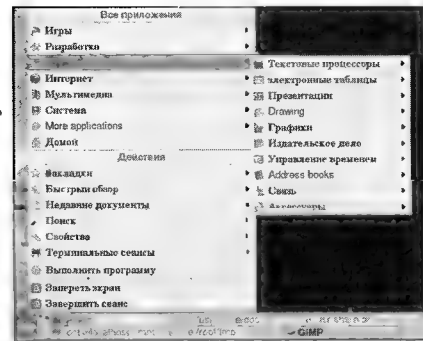 Все приложения
Игры
Разработка
Интернет
Мультимедиа
Система
More applications
Домой
Действия
Закладки
Быстрый обзор
Недавние документы
Поиск
Свойства
Терминальные сеансы
Выполнить программу
Запереть экран
Завершить сеанс
Текстовые процессоры
электронные таблицы
Презентации
Drawing
Графики
Издательское дело
Управление временем
Address books
Связь
Аксессуары
GIMP